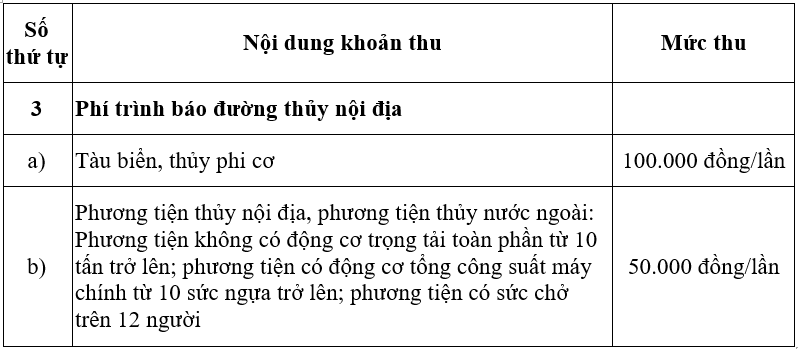 Số
thứ tự
Nội dung khoản thu
Mức thu
3
Phí trình báo đường thủy nội địa
a)
Tàu biển, thủy phi cơ
100.000 đồng/lần
b)
Phương tiện thủy nội địa, phương tiện thủy nước ngoài:
Phương tiện không có động cơ trọng tải toàn phần từ 10
tấn trở lên; phương tiện có động cơ tổng công suất máy
chính từ 10 sức ngựa trở lên; phương tiện có sức chở
trên 12 người
50.000 đồng/lần